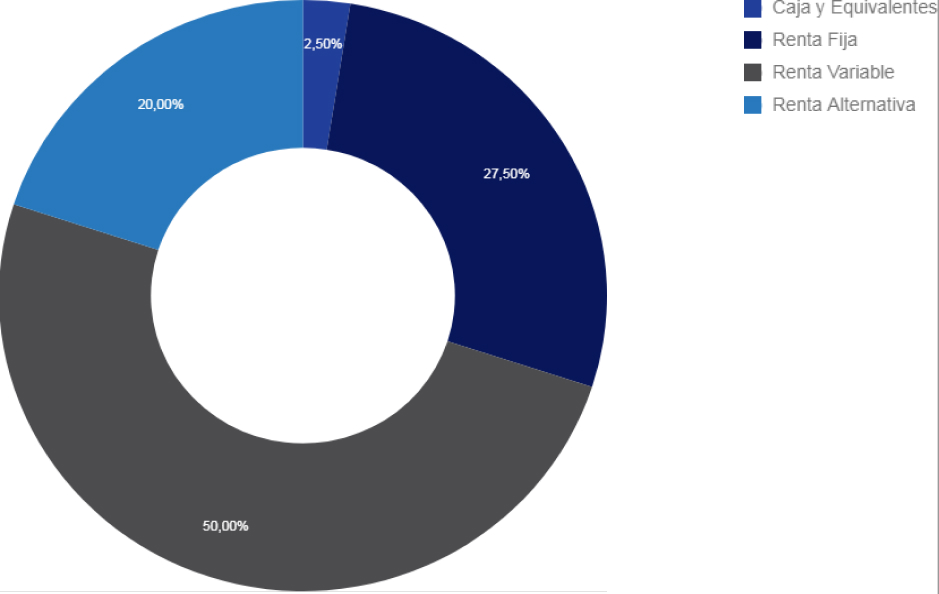 Caja y Equivalentes
Renta Fija
Renta Variable
Renta Alternativa
2,50%
20,00%
27,50%
50,00%